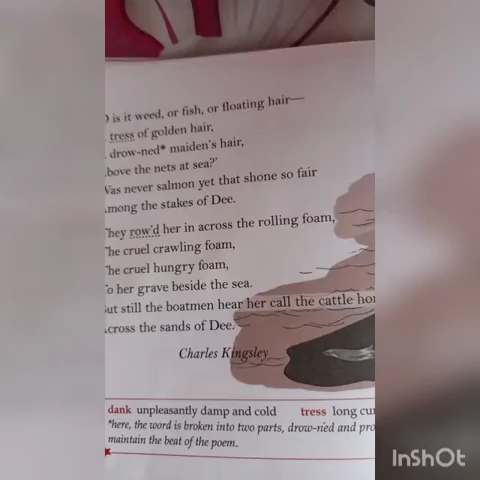 is it weed, or fish, or floating hair—
tress of golden hair,
drow-ned* maiden's hair,
bove the nets at sea?'
Vas never salmon yet that shone so fair
mong the stakes of Dee.
They row'd her in across the rolling foam,
The cruel crawling foam,
The cruel hungry foam,
To her grave beside the sea.
ut still the boatmen hear her call the cattle hor
cross the sands of Dee.
Charles Kingsley
dank unpleasantly damp and cold tress long cur
*here, the word is broken into two parts, drow-ned and pro
maintain the beat of the poem.
InShOt